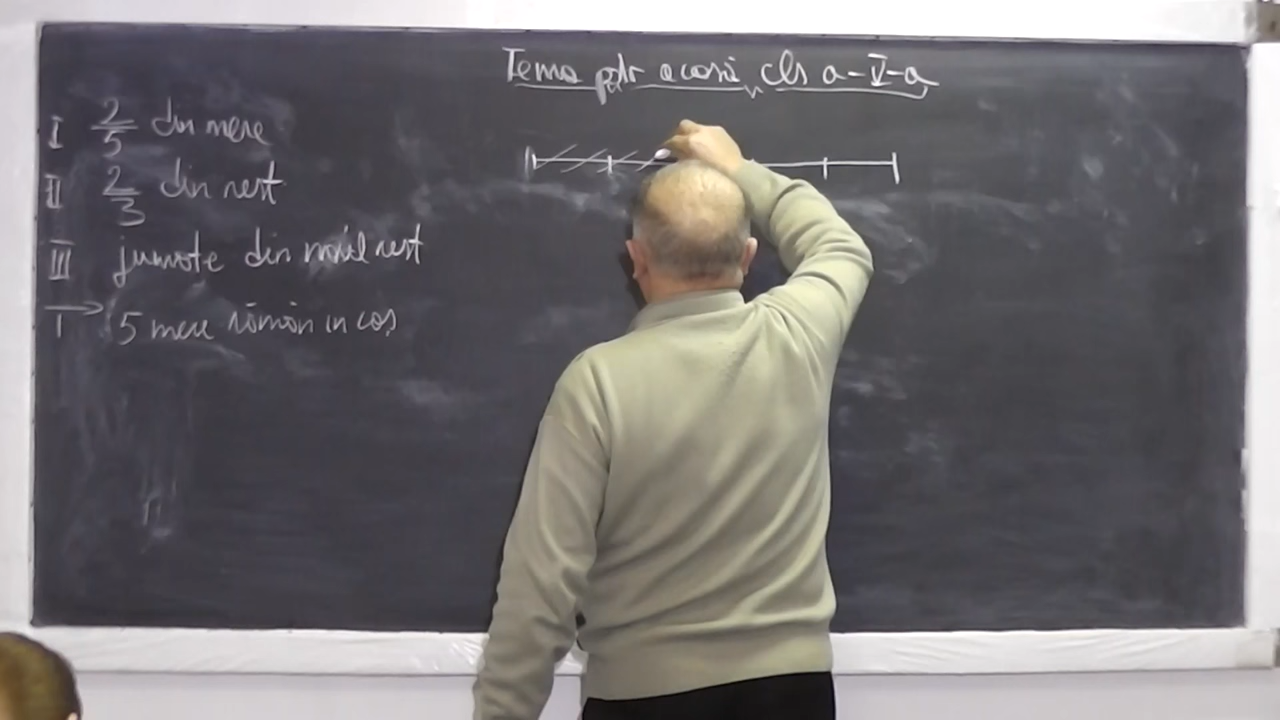 Tema ptr acasă, cls a-V-a
I 2/5 din mere
II 2/3 din rest
III jumate din noul rest
→ 5 mere rămân în coș